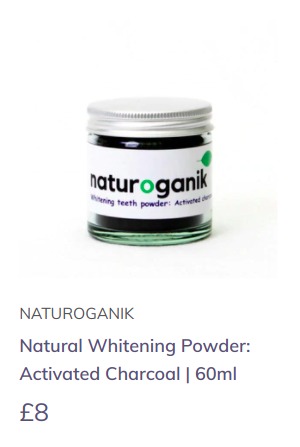 naturoganik
Whitening teeth powder: Activated
NATUROGANIK
Natural Whitening Powder:
Activated Charcoal | 60ml
£8